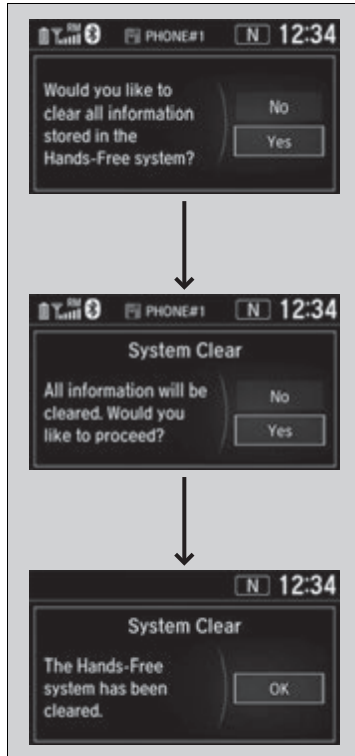 RM PHONE#1 N 12:34
Would you like to
clear all information
stored in the
Hands-Free system?
No
Yes
RM PHONE#1 N 12:34
System Clear
All information will be
cleared. Would you
like to proceed?
No
Yes
N 12:34
System Clear
The Hands-Free
system has been
cleared.
OK